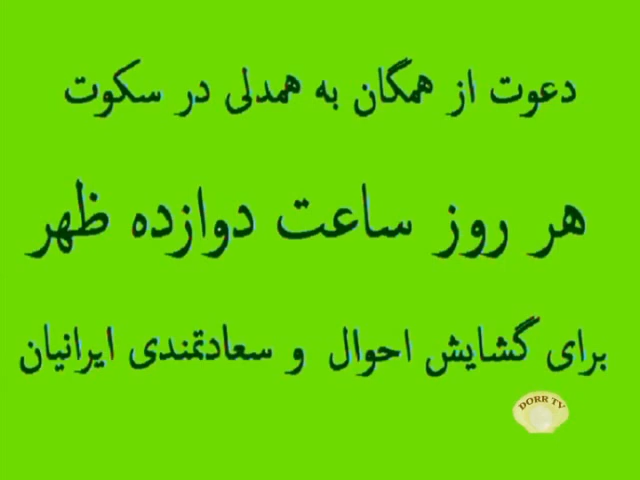 دعوت از همگان به همدلی در سکوت
هر روز ساعت دوازده ظهر
برای گشایش احوال و سعادتمندی ایرانیان
DORR TV